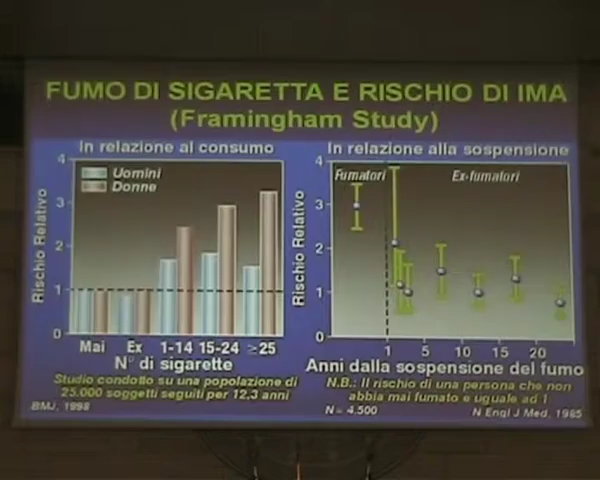 FUMO DI SIGARETTA E RISCHIO DI IMA
(Framingham Study)
In relazione al consumo
4
3
2
1
0
Rischio Relativo
Uomini
Donne
Mai Ex 1-14 15-24 ≥25
N° di sigarette
Studio condotto su una popolazione di
25.000 soggetti seguiti per 12,3 anni
BMJ, 1998
In relazione alla sospensione
4
3
2
1
0
Rischio Relativo
Fumatori Ex-fumatori
1 5 10 15 20
Anni dalla sospensione del fumo
N.B.: Il rischio di una persona che non
abbia mai fumato e uguale ad 1
N = 4.500
N Engl J Med, 1985